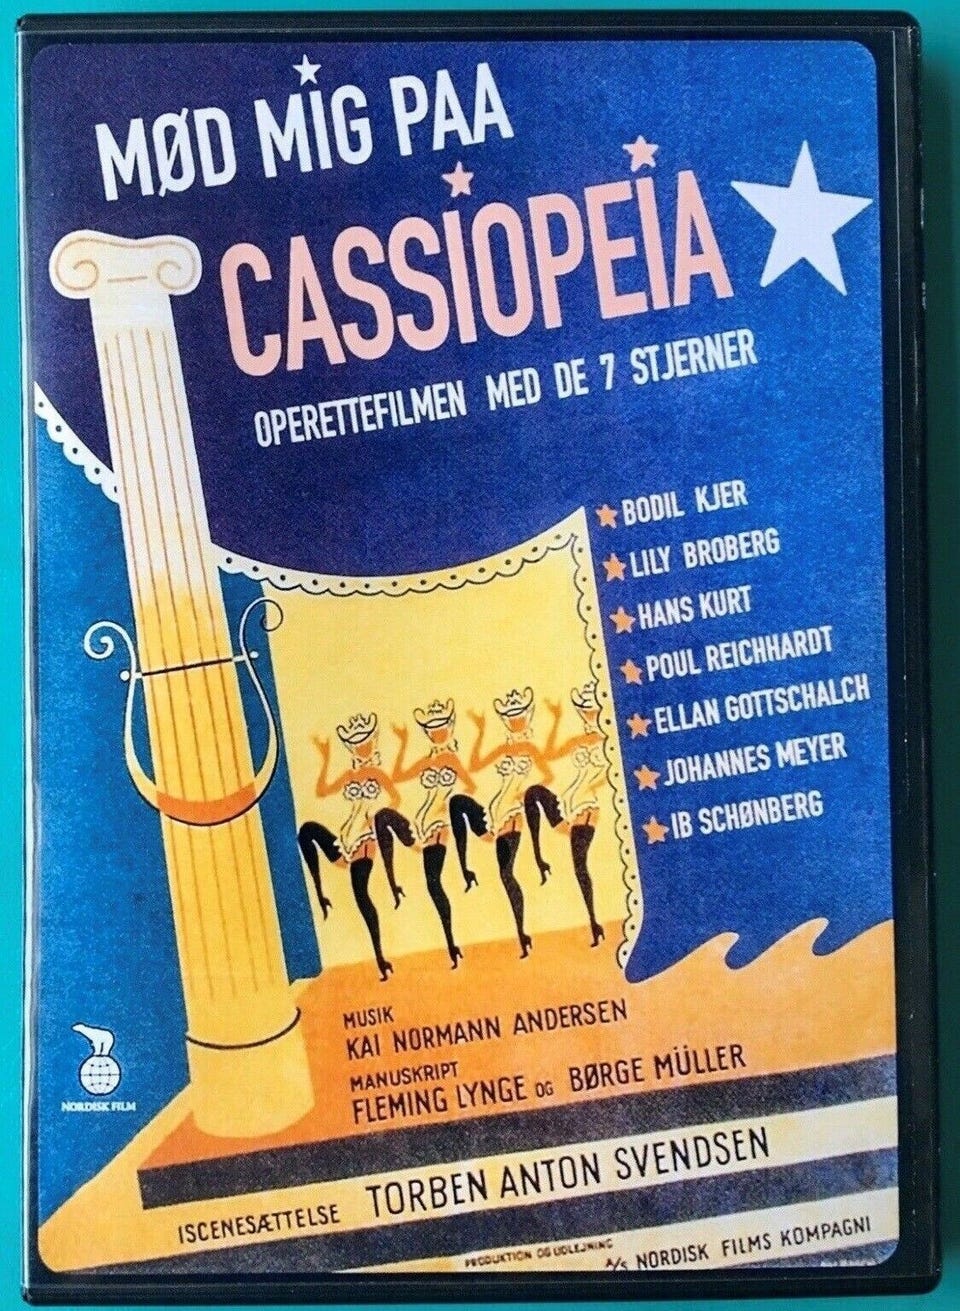 MØD MIG PAA
CASSIOPEIA
OPERETTEFILMEN MED DE 7 STJERNER
BODIL KJER
LILY BROBERG
HANS KURT
POUL REICHHARDT
ELLAN GOTTSCHALCH
JOHANNES MEYER
IB SCHØNBERG
MUSIK
KAI NORMANN ANDERSEN
MANUSKRIPT
FLEMING LYNGE OG BØRGE MÜLLER
NORDISK FILM
ISCENESÆTTELSE TORBEN ANTON SVENDSEN
PRODUKTION OG UDLEJNING
A/S NORDISK FILMS KOMPAGNI